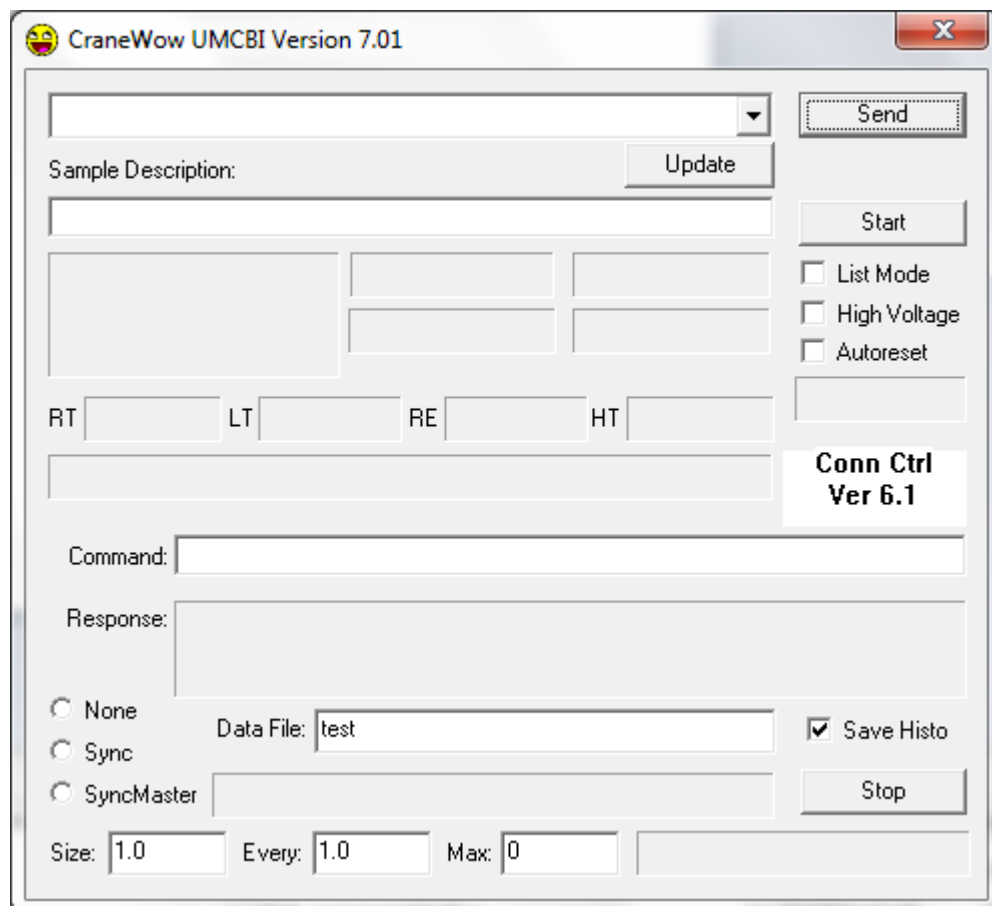 CraneWow UMCBI Version 7.01
Send
Sample Description:
Update
Start
List Mode
High Voltage
Autoreset
RT LT RE HT
Conn Ctrl
Ver 6.1
Command:
Response:
None
Data File: test
Save Histo
Sync
SyncMaster
Stop
Size: 1.0 Every: 1.0 Max: 0